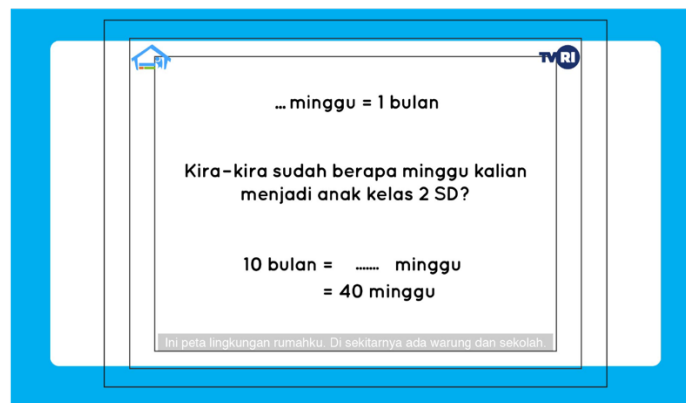 TVRI
... minggu = 1 bulan
Kira-kira sudah berapa minggu kalian
menjadi anak kelas 2 SD?
10 bulan = ....... minggu
= 40 minggu
Ini peta lingkungan rumahku. Di sekitarnya ada warung dan sekolah.